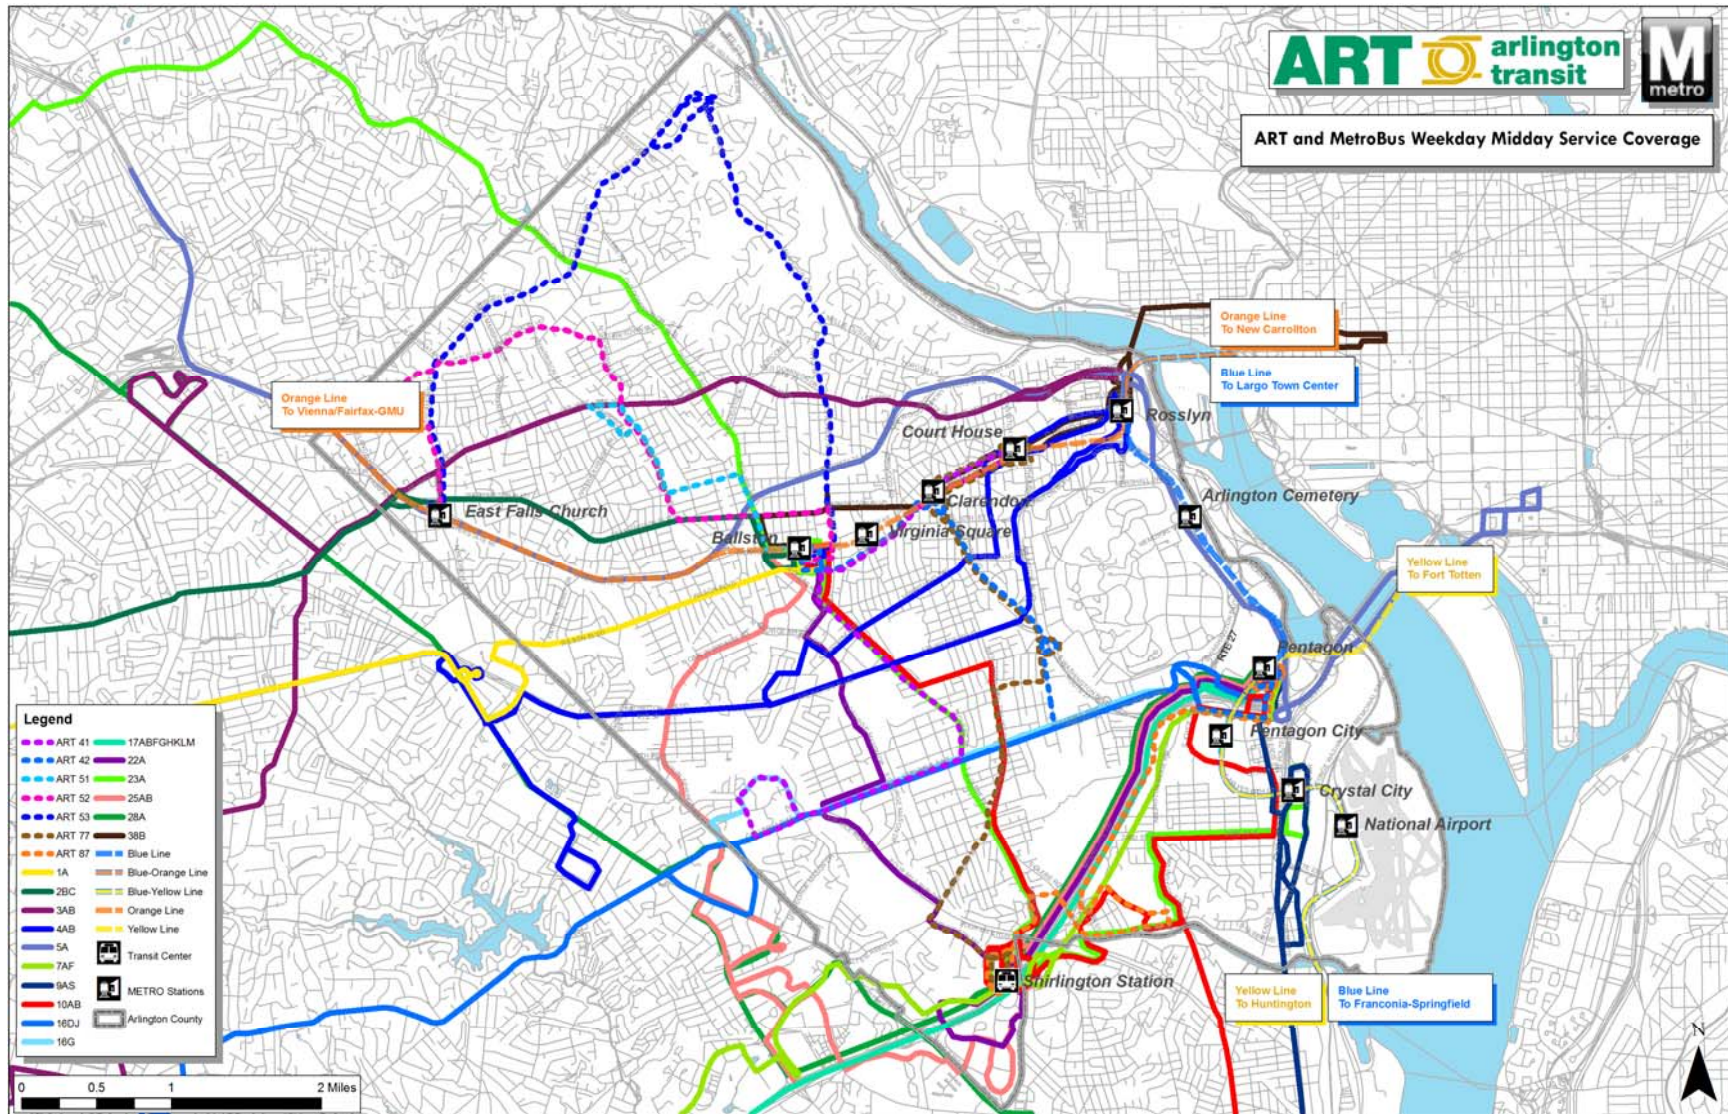 ART arlington
transit
M
metro
ART and MetroBus Weekday Midday Service Coverage
Orange Line
To New Carrollton
Blue Line
To Largo Town Center
Orange Line
To Vienna/Fairfax-GMU
Rosslyn
Court House
Clarendon
Arlington Cemetery
East Falls Church
Ballston
Virginia Square
Yellow Line
To Fort Totten
RTE 27
Pentagon
Pentagon City
Crystal City
National Airport
Shirlington Station
Yellow Line
To Huntington
Blue Line
To Franconia-Springfield
Legend
ART 41
ART 42
ART 51
ART 52
ART 53
ART 77
ART 87
1A
2BC
3AB
4AB
5A
7AF
9AS
10AB
16DJ
16G
17ABFGHKLM
22A
23A
25AB
28A
38B
Blue Line
Blue-Orange Line
Blue-Yellow Line
Orange Line
Yellow Line
Transit Center
METRO Stations
Arlington County
0 0.5 1 2 Miles
N